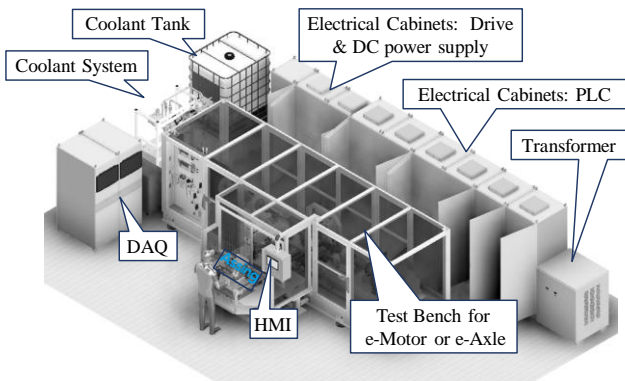 Coolant Tank
Coolant System
Electrical Cabinets: Drive
& DC power supply
Electrical Cabinets: PLC
Transformer
DAQ
HMI
Test Bench for
e-Motor or e-Axle